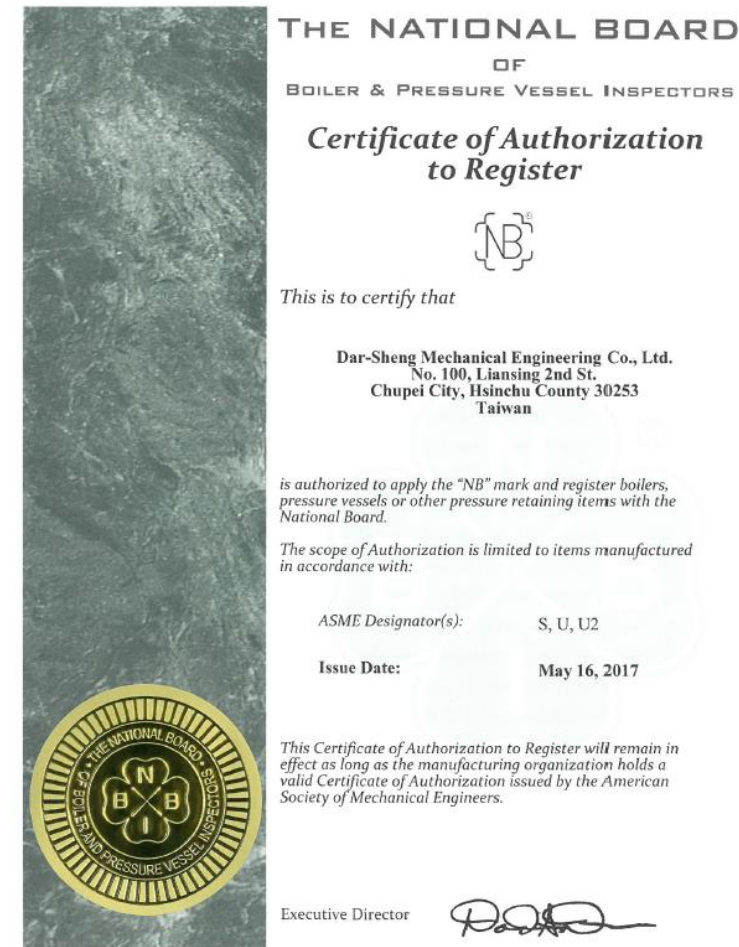 THE NATIONAL BOARD
OF
BOILER & PRESSURE VESSEL INSPECTORS
Certificate of Authorization
to Register
NB®
This is to certify that
Dar-Sheng Mechanical Engineering Co., Ltd.
No. 100, Liansing 2nd St.
Chupei City, Hsinchu County 30253
Taiwan
is authorized to apply the “NB” mark and register boilers,
pressure vessels or other pressure retaining items with the
National Board.
The scope of Authorization is limited to items manufactured
in accordance with:
ASME Designator(s): S, U, U2
Issue Date: May 16, 2017
This Certificate of Authorization to Register will remain in
effect as long as the manufacturing organization holds a
valid Certificate of Authorization issued by the American
Society of Mechanical Engineers.
THE NATIONAL BOARD
OF BOILER AND PRESSURE VESSEL INSPECTORS
N
B B
I
Executive Director